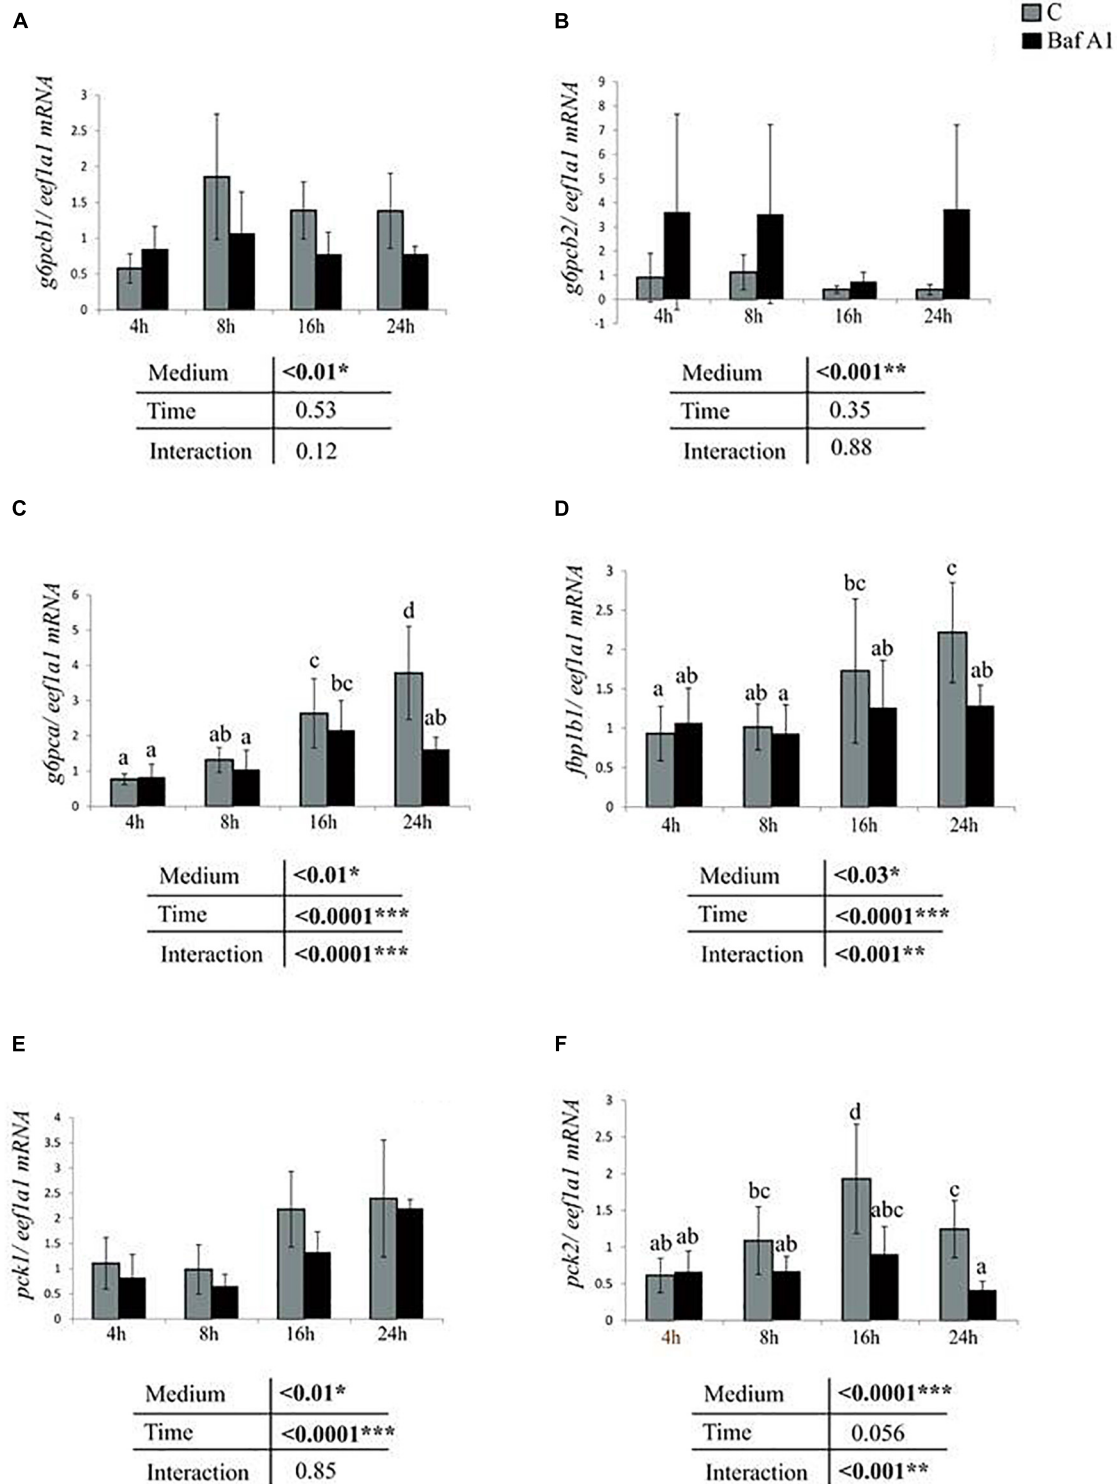 A
B
C
Baf A1
g6pcb1/ eef1a1 mRNA
3
2.5
2
1.5
1
0.5
0
4h 8h 16h 24h
Medium <0.01*
Time 0.53
Interaction 0.12
g6pcb2/ eef1a1 mRNA
9
8
7
6
5
4
3
2
1
0
-1
4h 8h 16h 24h
Medium <0.001**
Time 0.35
Interaction 0.88
C
g6pca/ eef1a1 mRNA
6
5
4
3
2
1
0
a a ab a c bc d ab
4h 8h 16h 24h
Medium <0.01*
Time <0.0001***
Interaction <0.0001***
D
fbp1b1/ eef1a1 mRNA
3
2.5
2
1.5
1
0.5
0
a ab ab a bc ab c ab
4h 8h 16h 24h
Medium <0.03*
Time <0.0001***
Interaction <0.001**
E
pck1/ eef1a1 mRNA
4
3.5
3
2.5
2
1.5
1
0.5
0
4h 8h 16h 24h
Medium <0.01*
Time <0.0001***
Interaction 0.85
F
pck2/ eef1a1 mRNA
3
2.5
2
1.5
1
0.5
0
ab ab bc ab d abc c a
4h 8h 16h 24h
Medium <0.0001***
Time 0.056
Interaction <0.001**